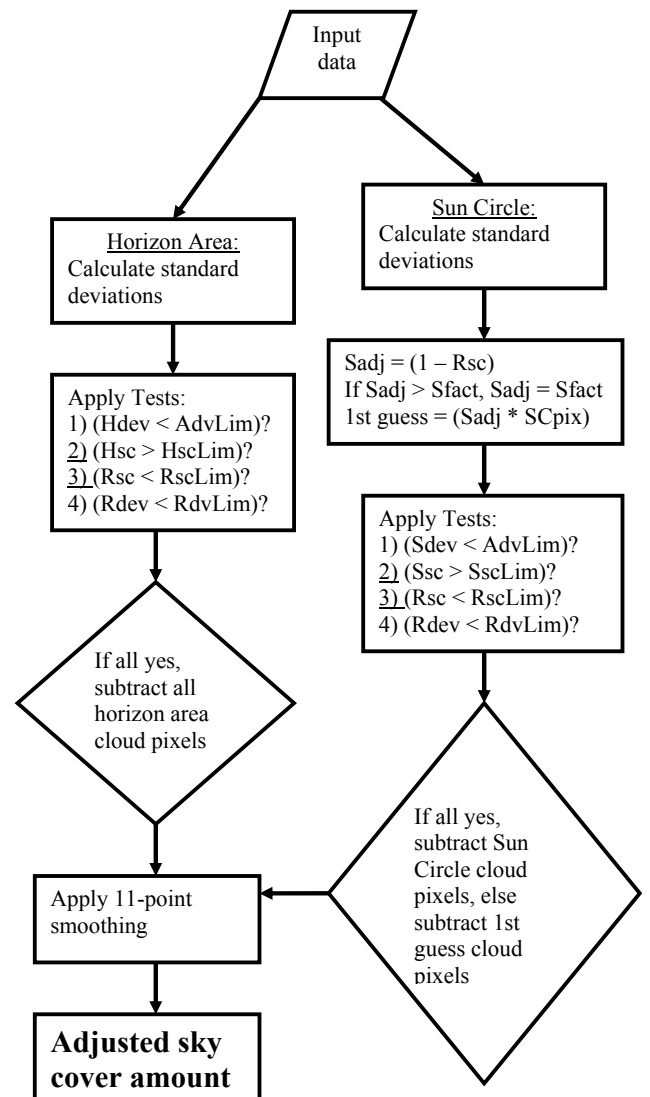 Input
data
Horizon Area:
Calculate standard
deviations
Apply Tests:
1) (Hdev < AdvLim)?
2) (Hsc > HscLim)?
3) (Rsc < RscLim)?
4) (Rdev < RdvLim)?
If all yes,
subtract all
horizon area
cloud pixels
Sun Circle:
Calculate standard
deviations
Sadj = (1 – Rsc)
If Sadj > Sfact, Sadj = Sfact
1st guess = (Sadj * SCpix)
Apply Tests:
1) (Sdev < AdvLim)?
2) (Ssc > SscLim)?
3) (Rsc < RscLim)?
4) (Rdev < RdvLim)?
If all yes,
subtract Sun
Circle cloud
pixels, else
subtract 1st
guess cloud
pixels
Apply 11-point
smoothing
Adjusted sky
cover amount